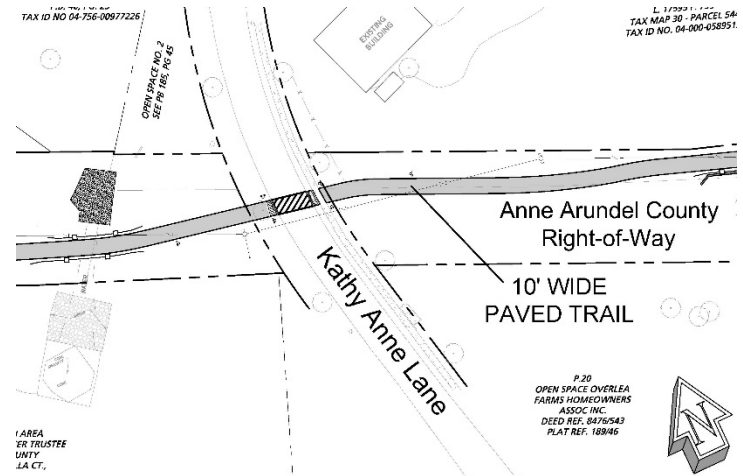 TAX ID NO 04-756-00977226
OPEN SPACE NO. 2
SEE PB 185, PG 45
EXISTING
BUILDING
TAX MAP 30 - PARCEL 544
TAX ID NO. 04-000-058951
Anne Arundel County
Right-of-Way
10' WIDE
PAVED TRAIL
Kathy Anne Lane
P.20
OPEN SPACE OVERLEA
FARMS HOMEOWNERS
ASSOC INC.
DEED REF. 8476/543
PLAT REF. 189/46
N
AREA
ER TRUSTEE
UNTY
LA CT.,